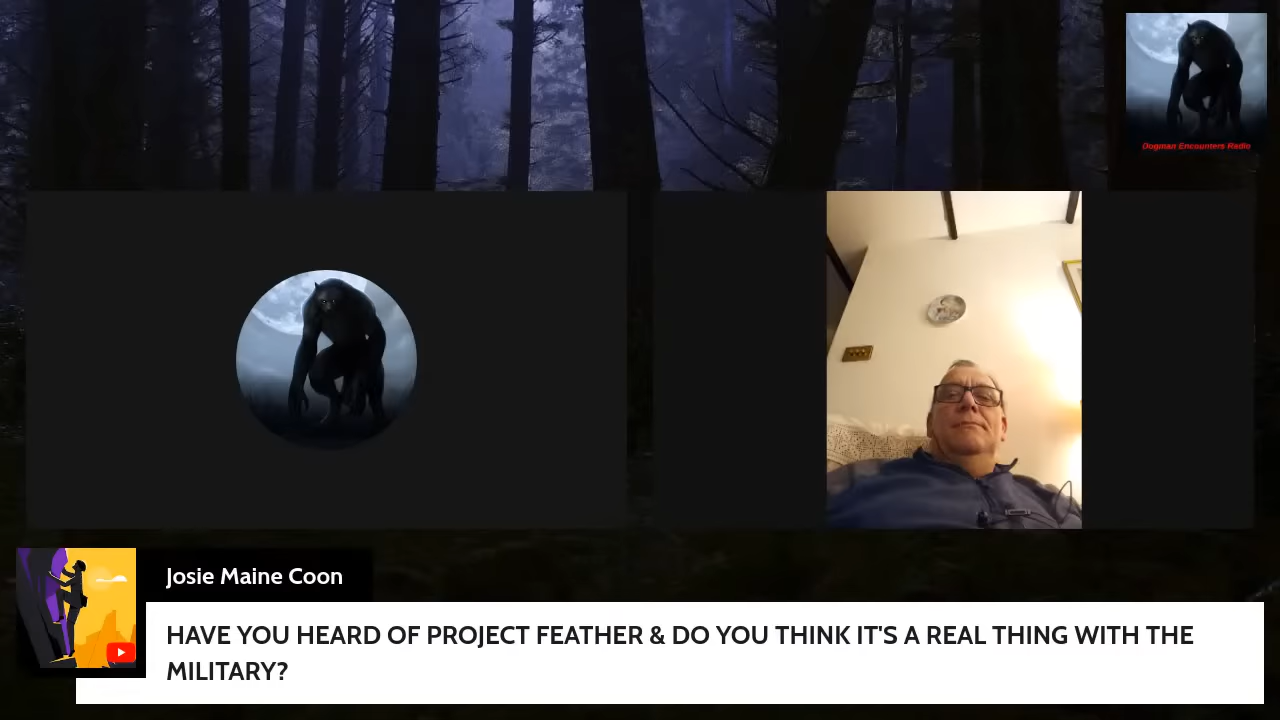 Dogman Encounters Radio
Josie Maine Coon
HAVE YOU HEARD OF PROJECT FEATHER & DO YOU THINK IT'S A REAL THING WITH THE
MILITARY?